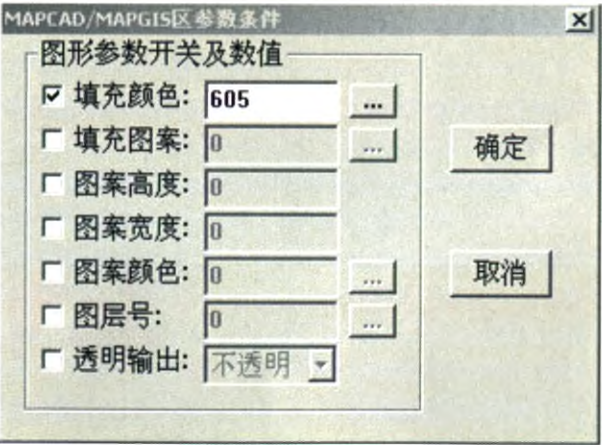 MAPCAD/MAPGIS区参数条件
图形参数开关及数值
填充颜色: 605 ...
填充图案: 0 ...
图案高度: 0
图案宽度: 0
图案颜色: 0 ...
图层号: 0 ...
透明输出: 不透明
确定
取消